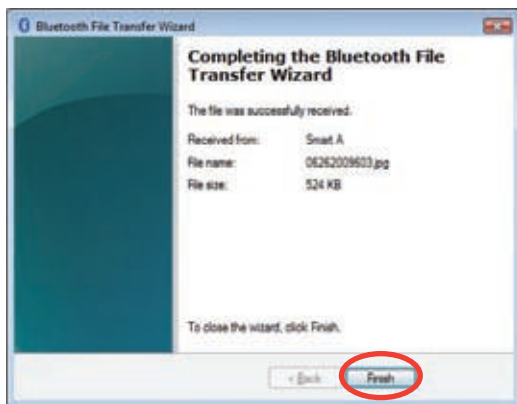 Bluetooth File Transfer Wizard
Completing the Bluetooth File
Transfer Wizard
The file was successfully received.
Received from: Smart A
File name: 06262009603.jpg
File size: 524 KB
To close the wizard, click Finish.
< Back Finish